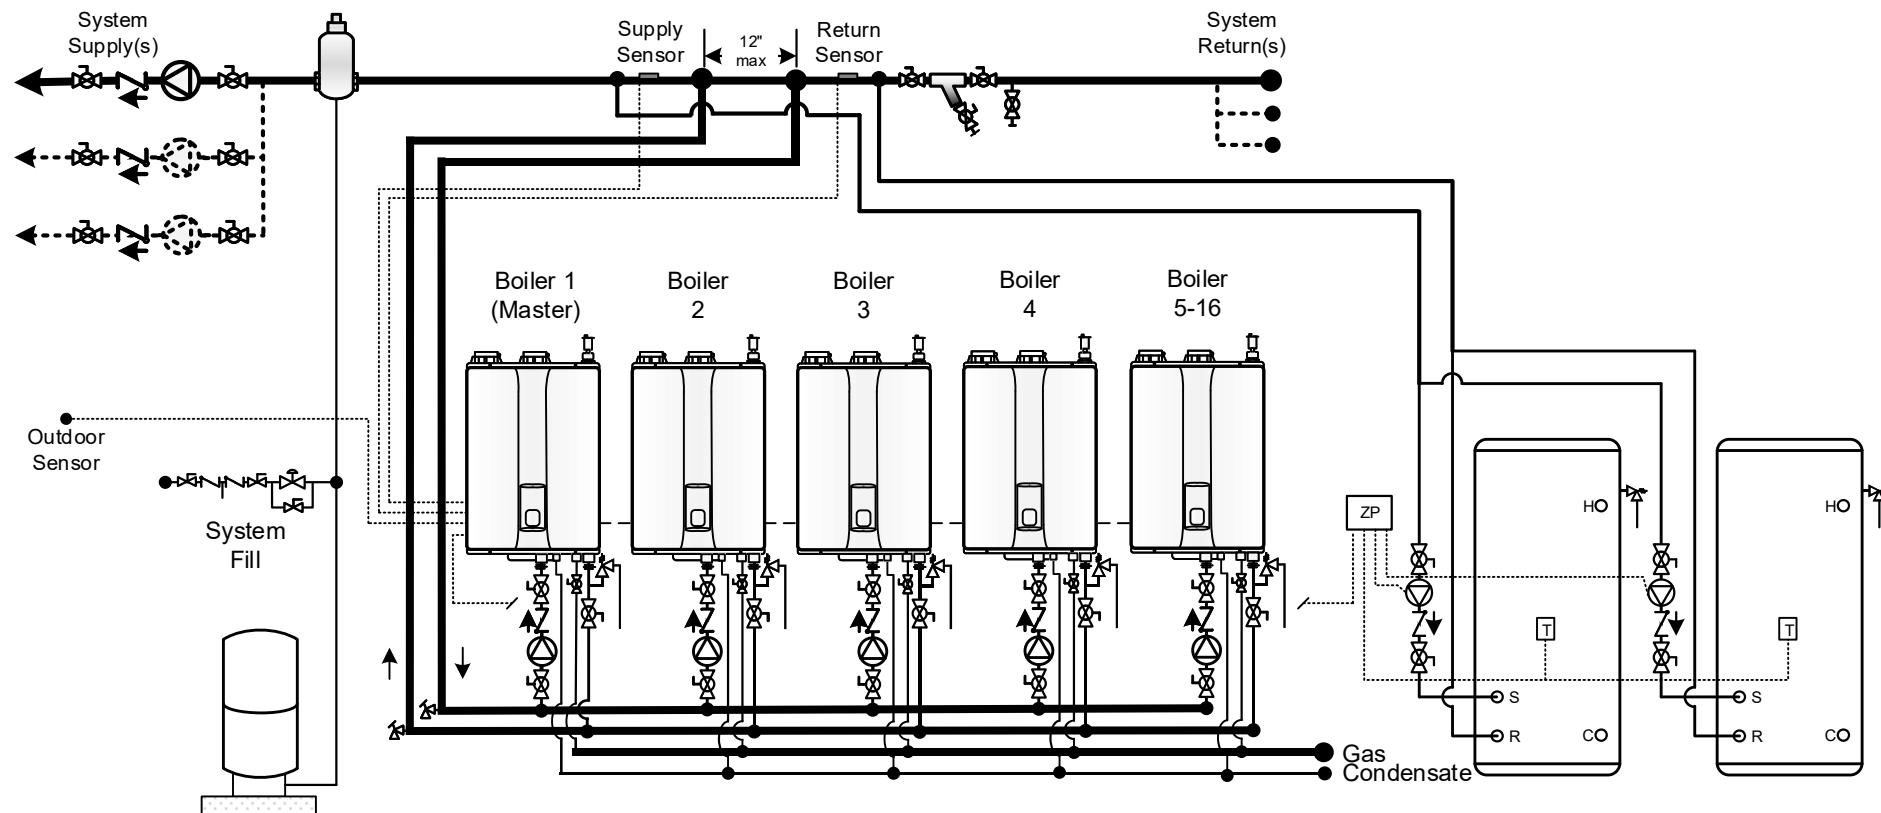 System
Supply(s)
Supply
Sensor
12"
max
Return
Sensor
System
Return(s)
Boiler 1
(Master)
Boiler
2
Boiler
3
Boiler
4
Boiler
5-16
Outdoor
Sensor
System
Fill
ZP
H
H
T
T
S
S
R
C
R
C
Gas
Condensate